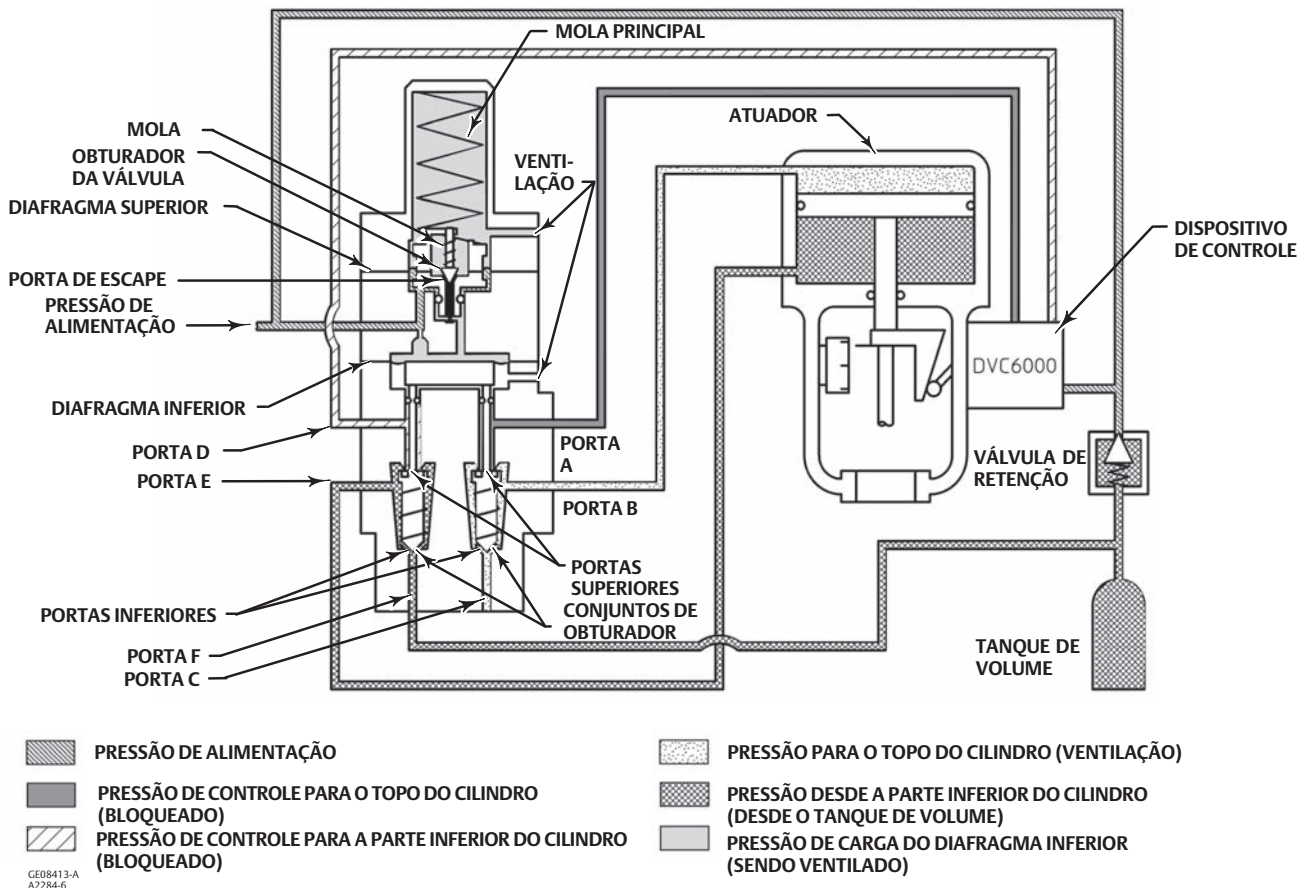 MOLA PRINCIPAL
MOLA
OBTURADOR
DA VÁLVULA
DIAFRAGMA SUPERIOR
PORTA DE ESCAPE
PRESSÃO DE
ALIMENTAÇÃO
VENTI-
LAÇÃO
ATUADOR
DISPOSITIVO
DE CONTROLE
DVC6000
DIAFRAGMA INFERIOR
PORTA D
PORTA E
PORTA
A
PORTA B
VÁLVULA DE
RETENÇÃO
PORTAS INFERIORES
PORTAS
SUPERIORES
CONJUNTOS DE
OBTURADOR
PORTA F
PORTA C
TANQUE DE
VOLUME
PRESSÃO DE ALIMENTAÇÃO
PRESSÃO DE CONTROLE PARA O TOPO DO CILINDRO
(BLOQUEADO)
PRESSÃO DE CONTROLE PARA A PARTE INFERIOR DO CILINDRO
(BLOQUEADO)
PRESSÃO PARA O TOPO DO CILINDRO (VENTILAÇÃO)
PRESSÃO DESDE A PARTE INFERIOR DO CILINDRO
(DESDE O TANQUE DE VOLUME)
PRESSÃO DE CARGA DO DIAFRAGMA INFERIOR
(SENDO VENTILADO)
GE08413-A
A2284-6